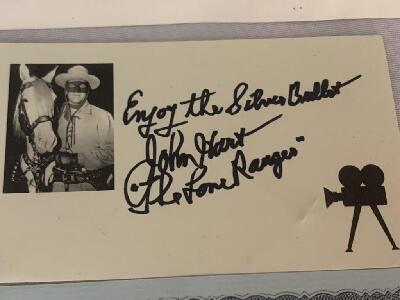 Enjoy the Silver Bullet
John Hart
"The Lone Ranger"